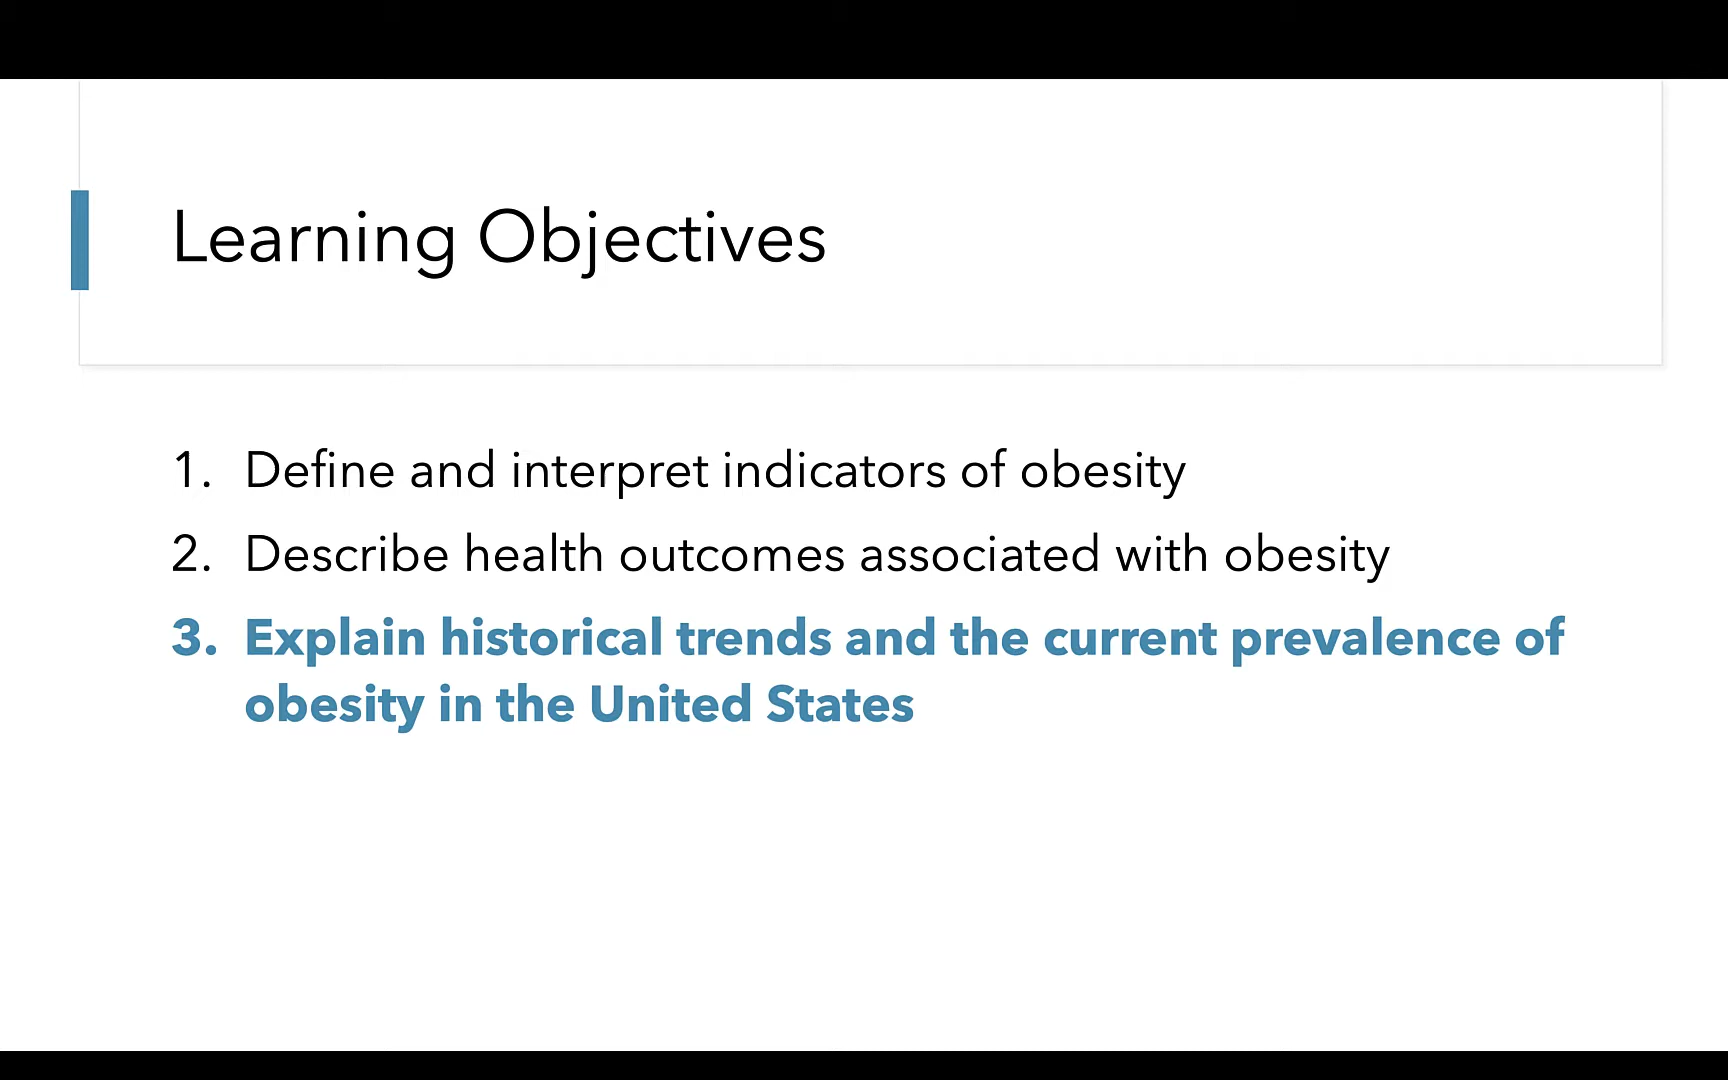 Learning Objectives
1. Define and interpret indicators of obesity
2. Describe health outcomes associated with obesity
3. Explain historical trends and the current prevalence of
obesity in the United States